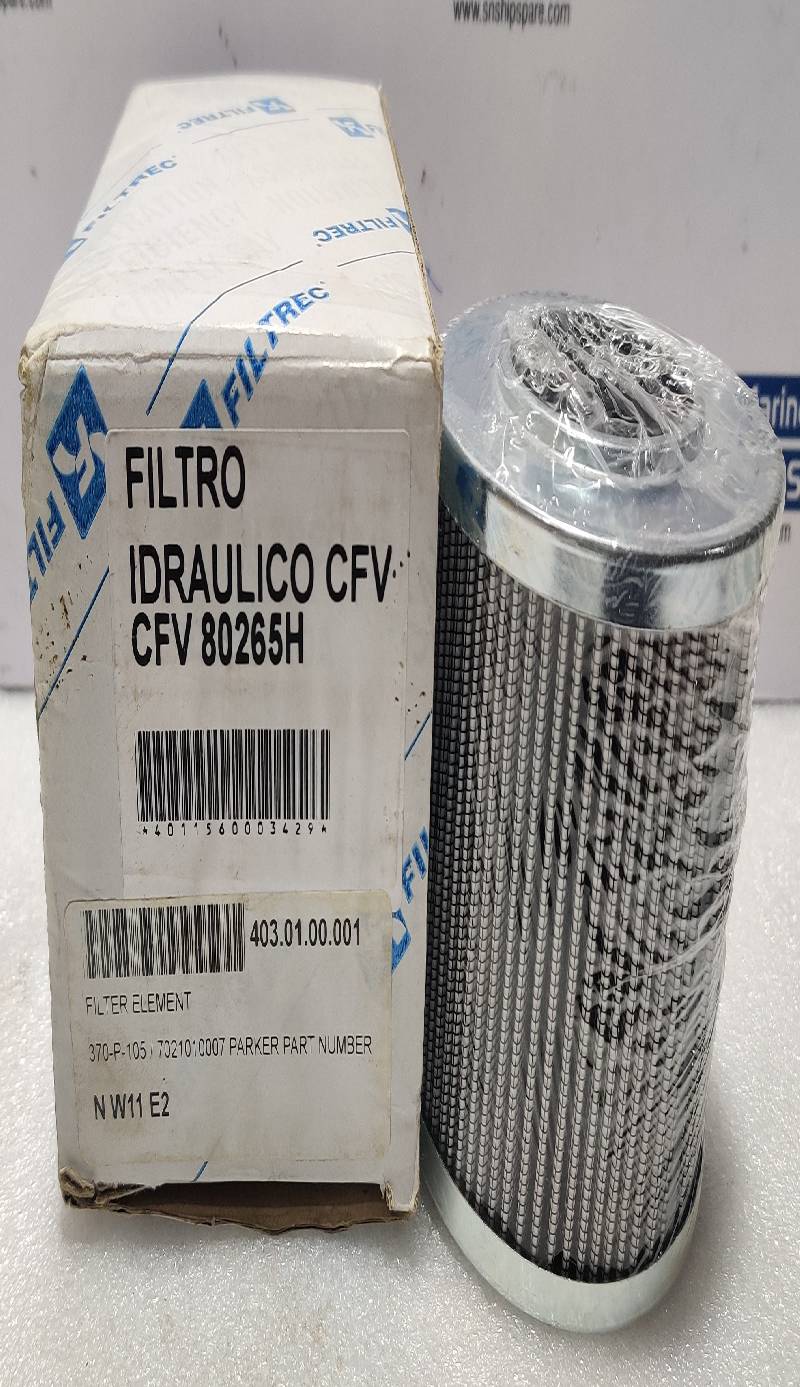 www.snshipspare.com
FILTREC
FILTREC
FILTREC
FILTREC
FILTRO
IDRAULICO CFV
CFV 80265H
*4011560003429*
403.01.00.001
FILTER ELEMENT
370-P-105 / 7021010007 PARKER PART NUMBER
N W11 E2